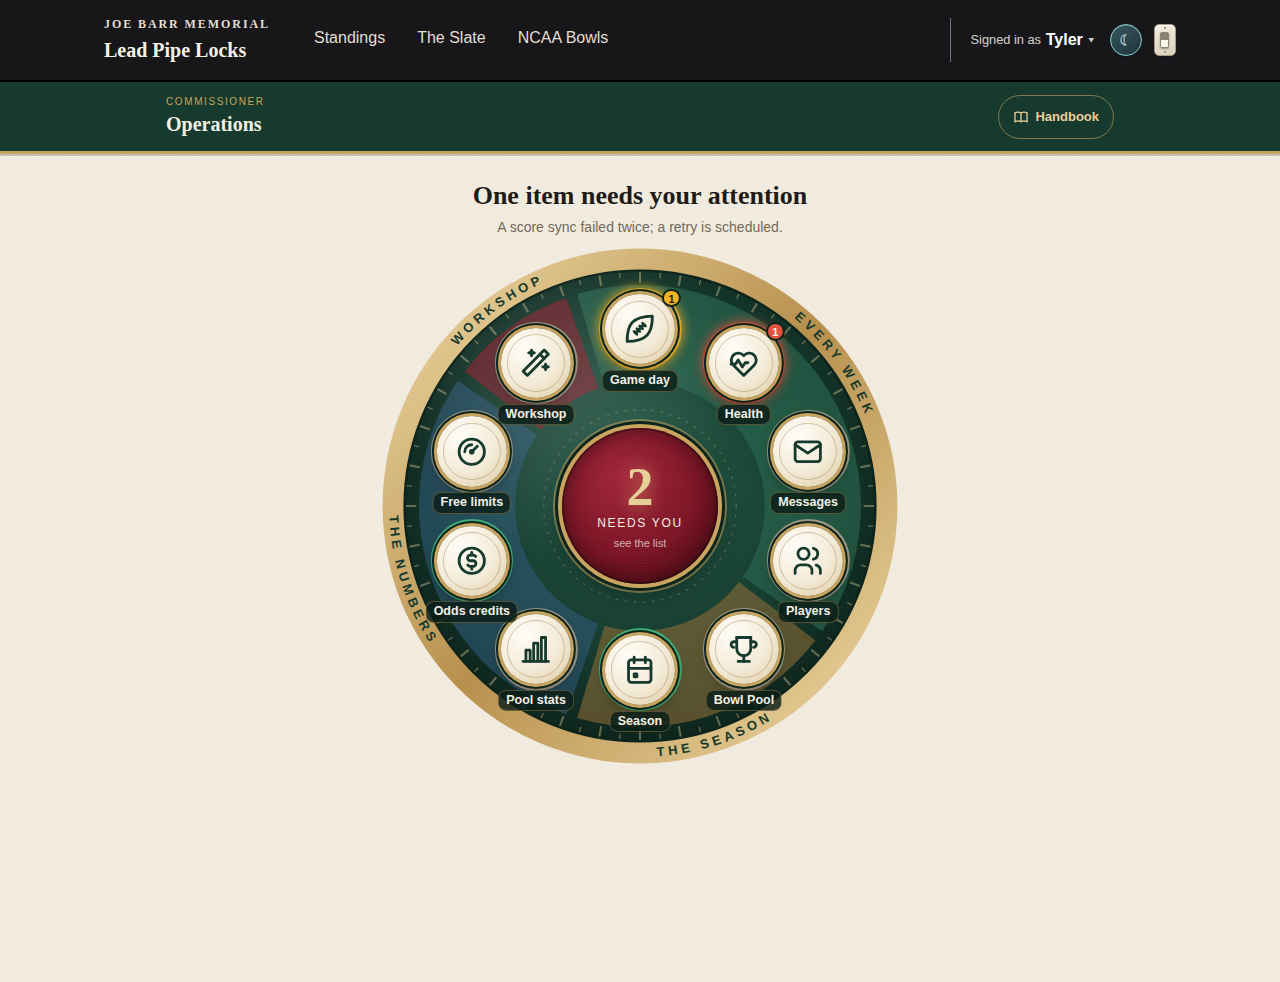 JOE BARR MEMORIAL
Lead Pipe Locks
Standings
The Slate
NCAA Bowls
Signed in as Tyler
COMMISSIONER
Operations
Handbook
One item needs your attention
A score sync failed twice; a retry is scheduled.
WORKSHOP
EVERY WEEK
THE NUMBERS
THE SEASON
1
Game day
1
Health
Workshop
Free limits
Messages
2
NEEDS YOU
see the list
Odds credits
Players
Pool stats
Season
Bowl Pool